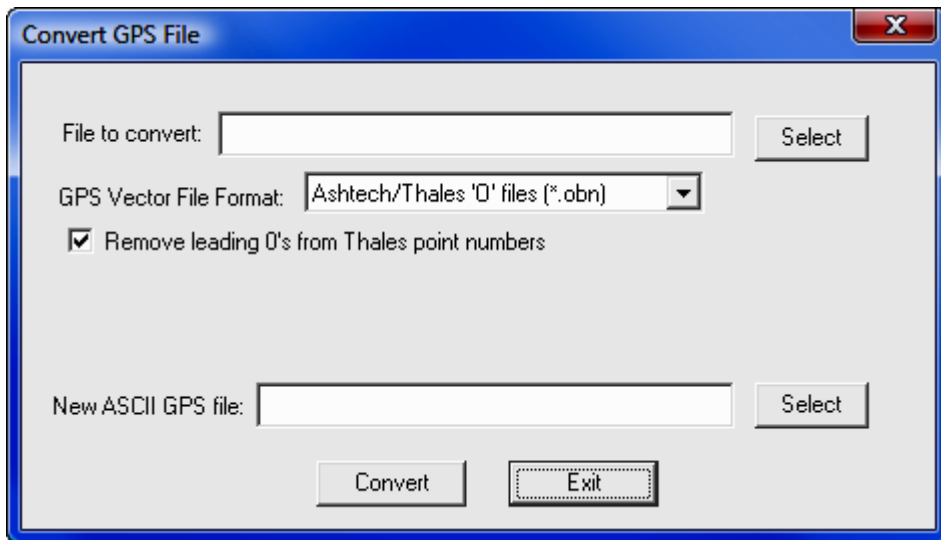 Convert GPS File
X
File to convert:
Select
GPS Vector File Format: Ashtech/Thales 'O' files (*.obn)
Remove leading 0's from Thales point numbers
New ASCII GPS file:
Select
Convert Exit